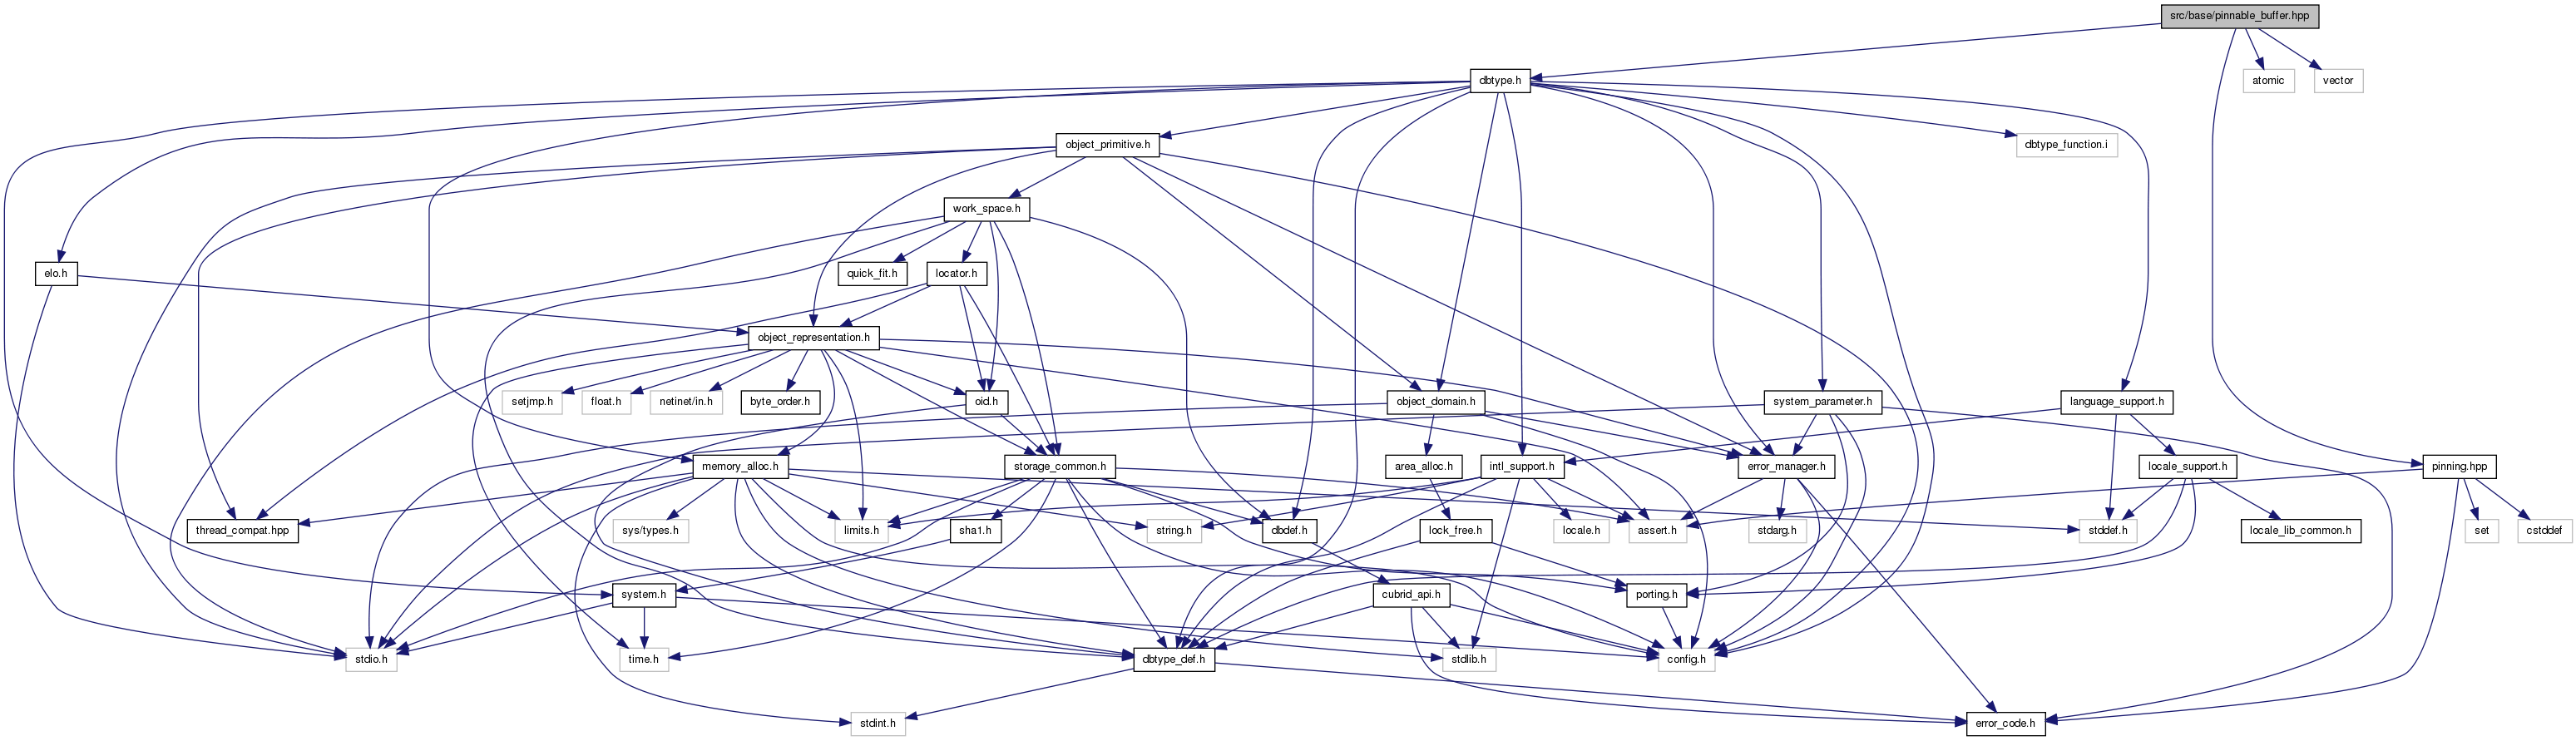 src/base/pinnable_buffer.hpp
dbtype.h
atomic
vector
object_primitive.h
dbtype_function.i
work_space.h
elo.h
quick_fit.h
locator.h
object_representation.h
setjmp.h
float.h
netinet/in.h
byte_order.h
oid.h
object_domain.h
system_parameter.h
language_support.h
memory_alloc.h
storage_common.h
area_alloc.h
intl_support.h
error_manager.h
locale_support.h
pinning.hpp
thread_compat.hpp
sys/types.h
limits.h
sha1.h
string.h
dbdef.h
lock_free.h
locale.h
assert.h
stdarg.h
stddef.h
locale_lib_common.h
set
cstddef
system.h
cubrid_api.h
porting.h
stdio.h
time.h
dbtype_def.h
stdlib.h
config.h
stdint.h
error_code.h